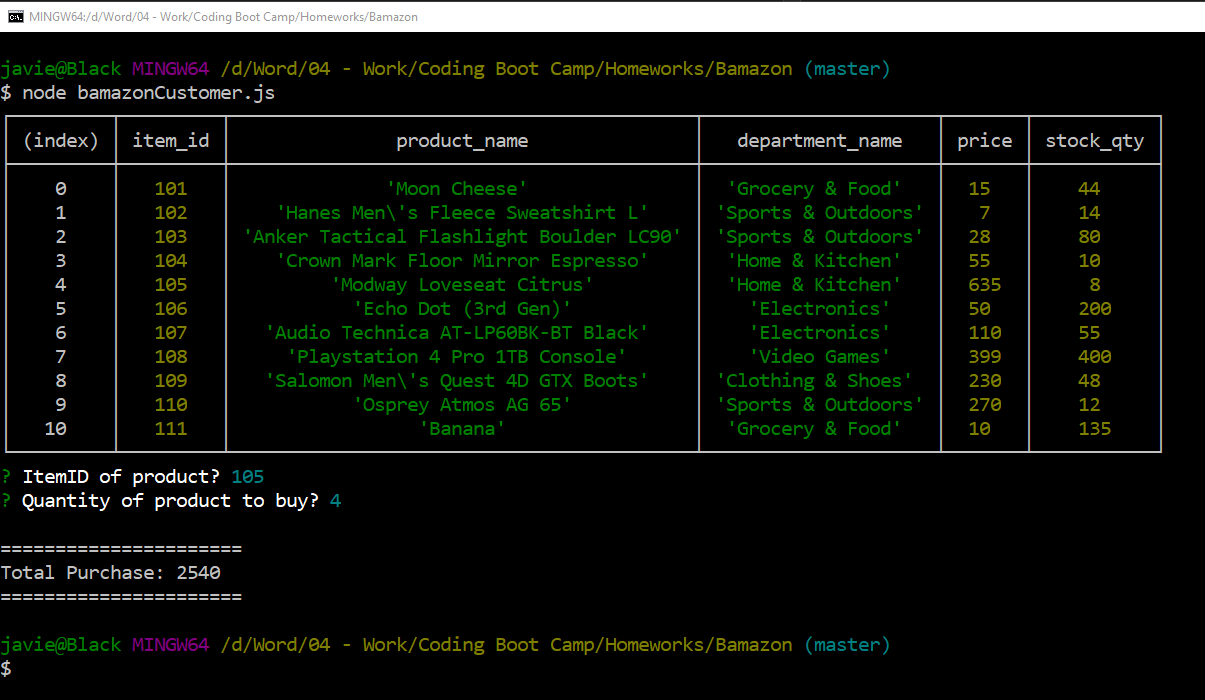 MINGW64:/d/Word/04 - Work/Coding Boot Camp/Homeworks/Bamazon
javie@Black MINGW64 /d/Word/04 - Work/Coding Boot Camp/Homeworks/Bamazon (master)
$ node bamazonCustomer.js
(index) item_id product_name department_name price stock_qty
0 101 'Moon Cheese' 'Grocery & Food' 15 44
1 102 'Hanes Men\'s Fleece Sweatshirt L' 'Sports & Outdoors' 7 14
2 103 'Anker Tactical Flashlight Boulder LC90' 'Sports & Outdoors' 28 80
3 104 'Crown Mark Floor Mirror Espresso' 'Home & Kitchen' 55 10
4 105 'Modway Loveseat Citrus' 'Home & Kitchen' 635 8
5 106 'Echo Dot (3rd Gen)' 'Electronics' 50 200
6 107 'Audio Technica AT-LP60BK-BT Black' 'Electronics' 110 55
7 108 'Playstation 4 Pro 1TB Console' 'Video Games' 399 400
8 109 'Salomon Men\'s Quest 4D GTX Boots' 'Clothing & Shoes' 230 48
9 110 'Osprey Atmos AG 65' 'Sports & Outdoors' 270 12
10 111 'Banana' 'Grocery & Food' 10 135
? ItemID of product? 105
? Quantity of product to buy? 4
======================
Total Purchase: 2540
======================
javie@Black MINGW64 /d/Word/04 - Work/Coding Boot Camp/Homeworks/Bamazon (master)
$